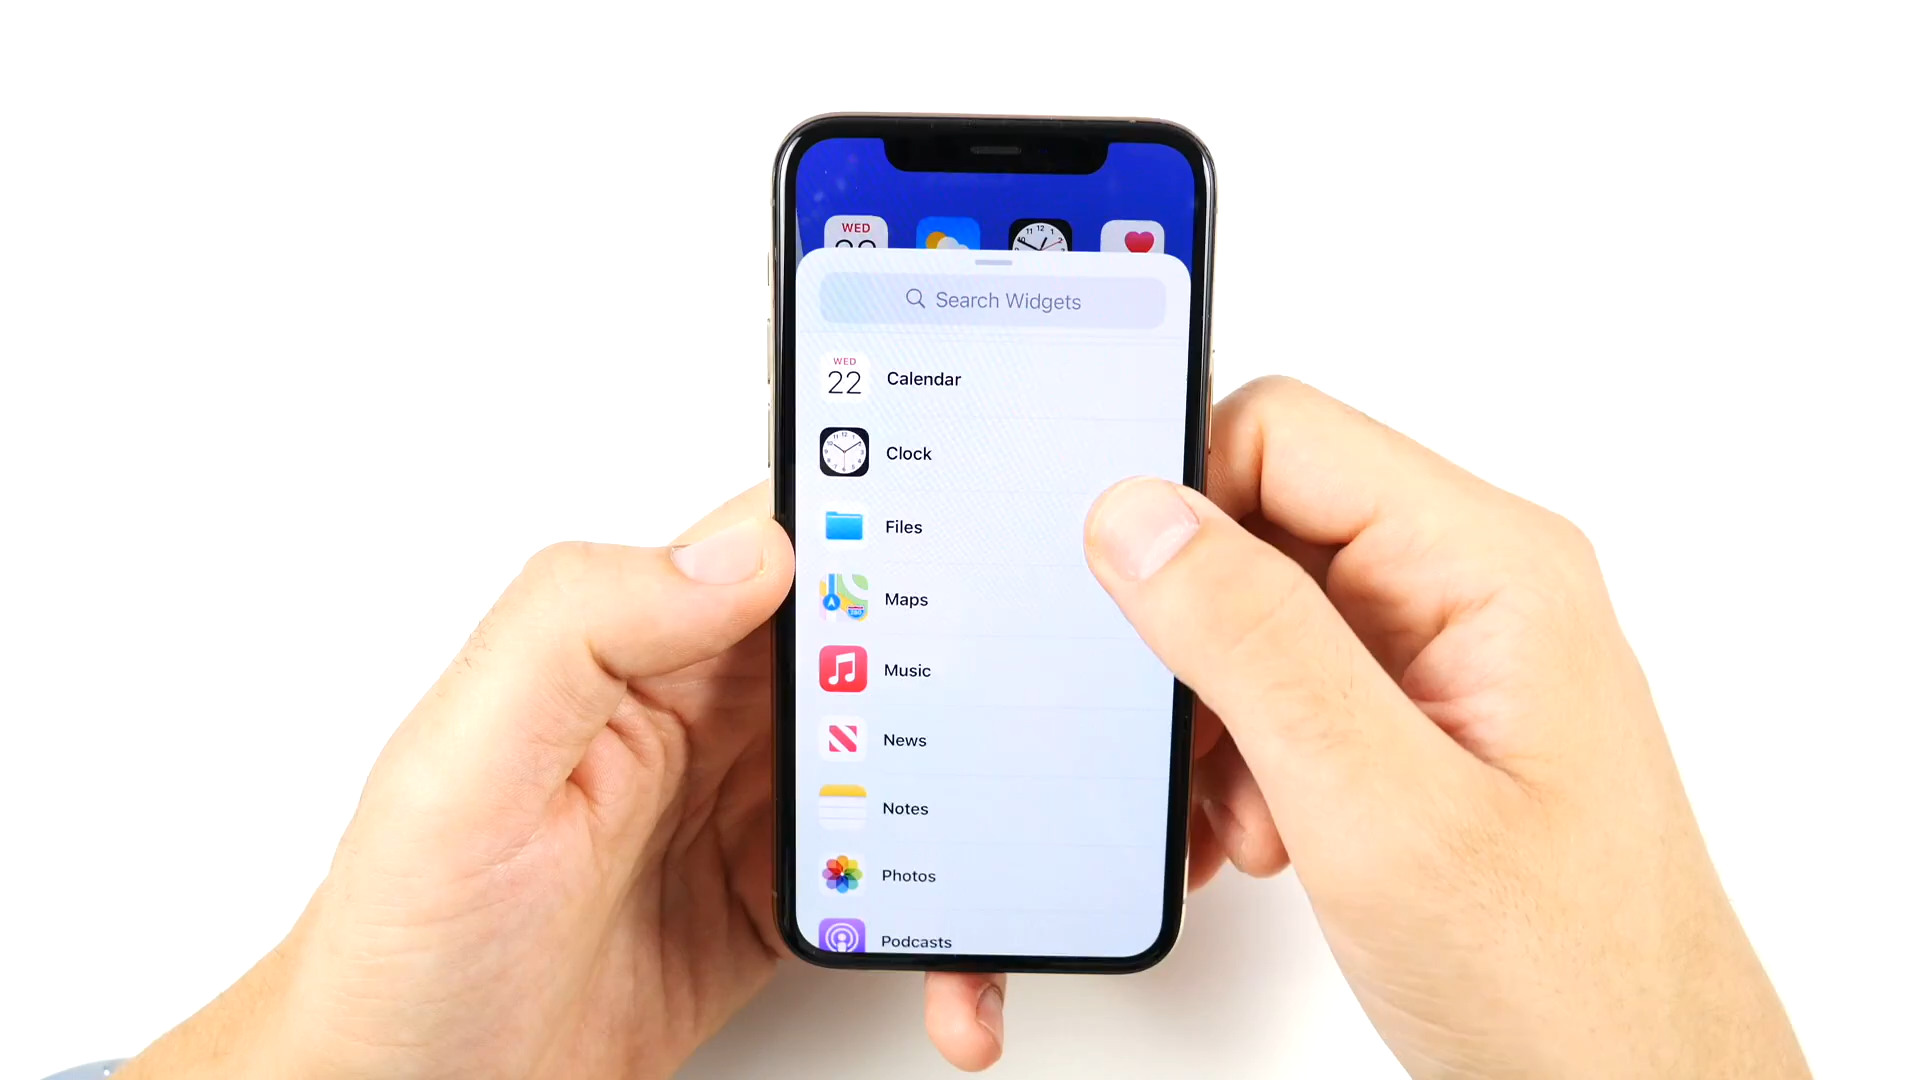 WED
Search Widgets
WED
22
Calendar
Clock
Files
Maps
Music
News
Notes
Photos
Podcasts